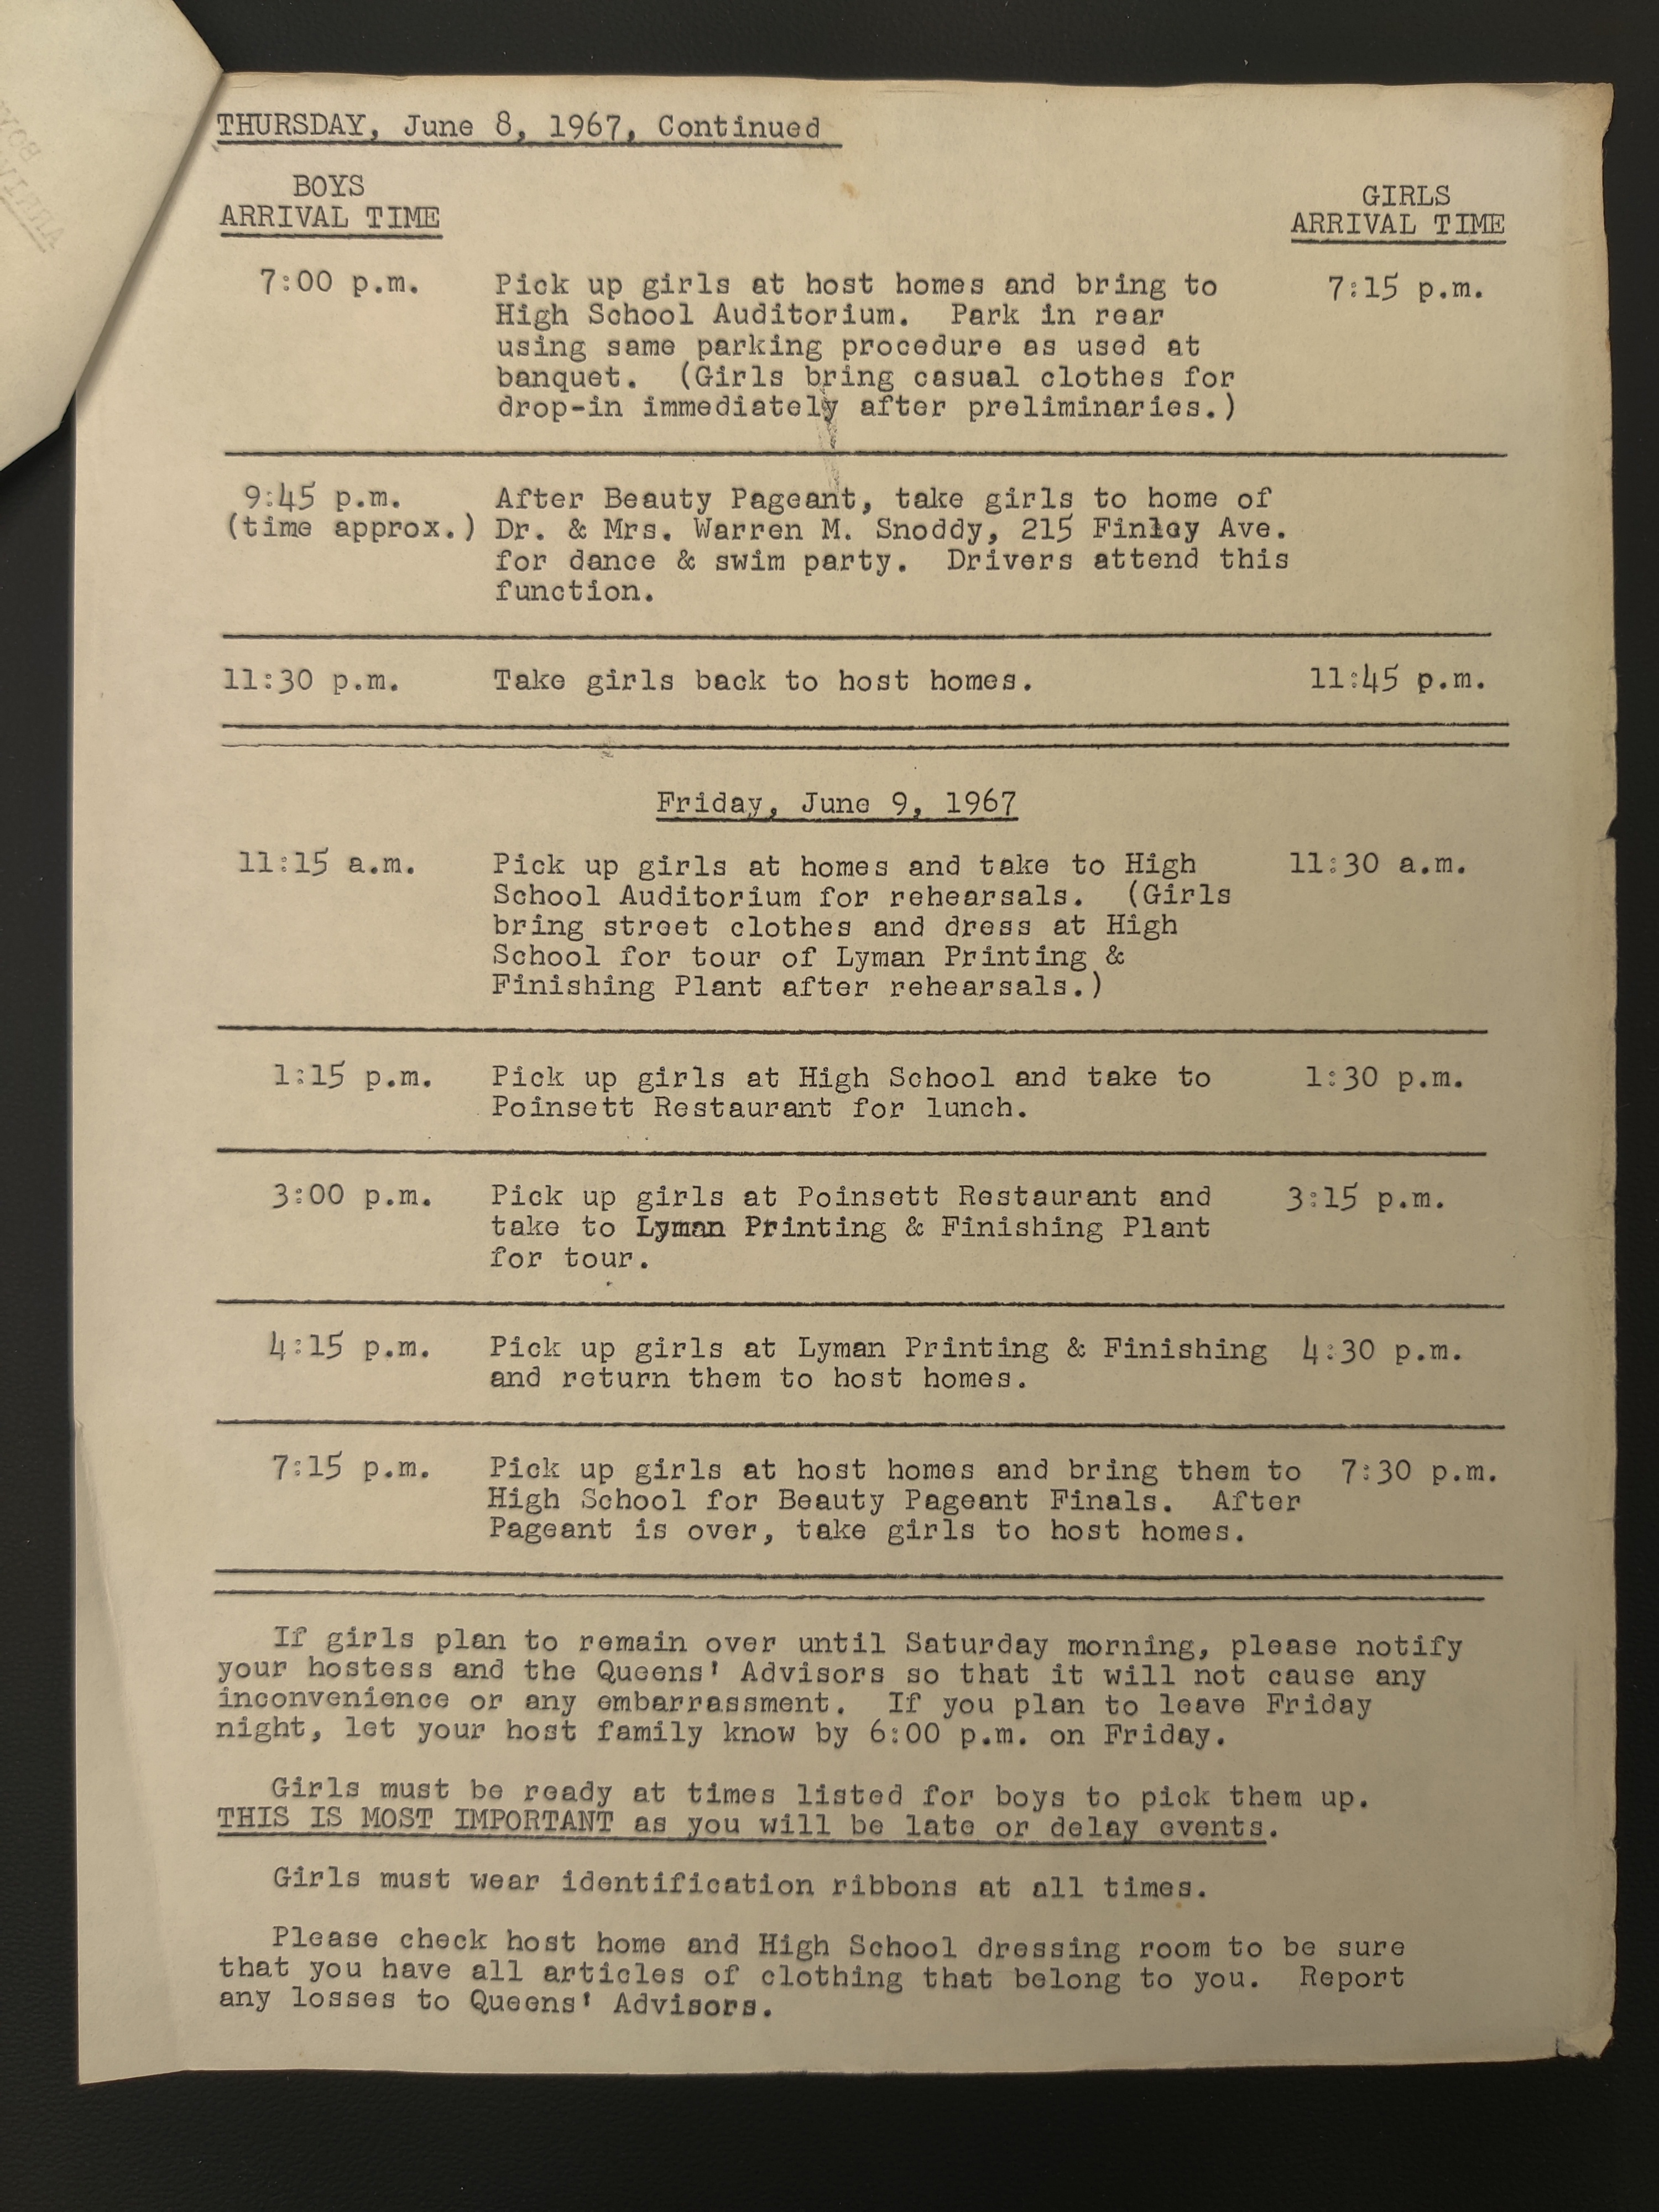 THURSDAY, June 8, 1967, Continued
BOYS
ARRIVAL TIME
GIRLS
ARRIVAL TIME
7:00 p.m. Pick up girls at host homes and bring to 7:15 p.m.
High School Auditorium. Park in rear
using same parking procedure as used at
banquet. (Girls bring casual clothes for
drop-in immediately after preliminaries.)
9:45 p.m. After Beauty Pageant, take girls to home of
(time approx.) Dr. & Mrs. Warren M. Snoddy, 215 Finley Ave.
for dance & swim party. Drivers attend this
function.
11:30 p.m. Take girls back to host homes. 11:45 p.m.
Friday, June 9, 1967
11:15 a.m. Pick up girls at homes and take to High 11:30 a.m.
School Auditorium for rehearsals. (Girls
bring street clothes and dress at High
School for tour of Lyman Printing &
Finishing Plant after rehearsals.)
1:15 p.m. Pick up girls at High School and take to 1:30 p.m.
Poinsett Restaurant for lunch.
3:00 p.m. Pick up girls at Poinsett Restaurant and 3:15 p.m.
take to Lyman Printing & Finishing Plant
for tour.
4:15 p.m. Pick up girls at Lyman Printing & Finishing 4:30 p.m.
and return them to host homes.
7:15 p.m. Pick up girls at host homes and bring them to 7:30 p.m.
High School for Beauty Pageant Finals. After
Pageant is over, take girls to host homes.
If girls plan to remain over until Saturday morning, please notify
your hostess and the Queens' Advisors so that it will not cause any
inconvenience or any embarrassment. If you plan to leave Friday
night, let your host family know by 6:00 p.m. on Friday.
Girls must be ready at times listed for boys to pick them up.
THIS IS MOST IMPORTANT as you will be late or delay events.
Girls must wear identification ribbons at all times.
Please check host home and High School dressing room to be sure
that you have all articles of clothing that belong to you. Report
any losses to Queens' Advisors.